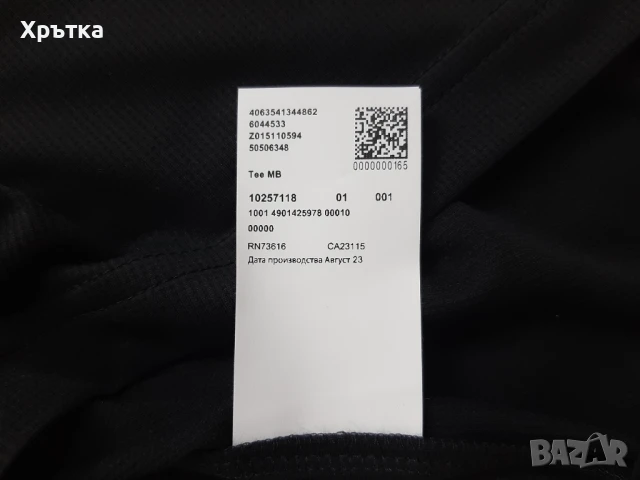 Хрътка
4063541344862
6044533
Z015110594
50506348
0000000165
Tee MB
10257118 01 001
1001 4901425978 00010
00000
RN73616 CA23115
Дата производства Август 23
BAZAR